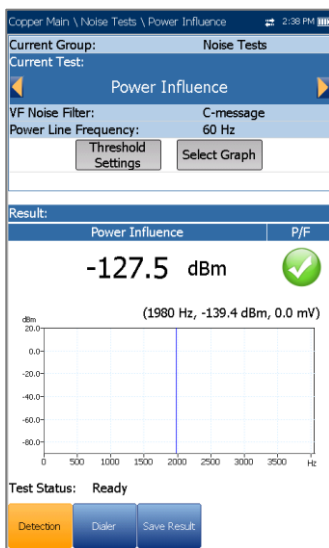 Copper Main \ Noise Tests \ Power Influence 2:38 PM
Current Group: Noise Tests
Current Test:
Power Influence
VF Noise Filter: C-message
Power Line Frequency: 60 Hz
Threshold Settings Select Graph
Result:
Power Influence P/F
-127.5 dBm
(1980 Hz, -139.4 dBm, 0.0 mV)
dBm
20.0
0.0
-20.0
-40.0
-60.0
-80.0
0 500 1000 1500 2000 2500 3000 3500 Hz
Test Status: Ready
Detection Dialer Save Result